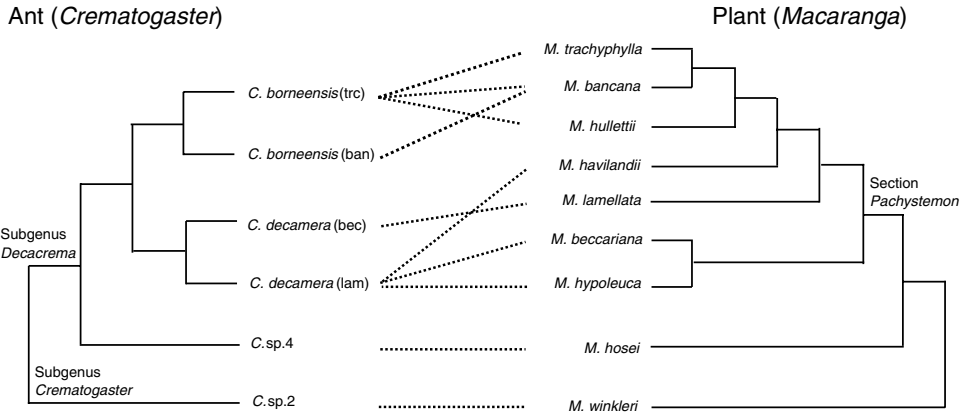 Ant (Crematogaster)
Plant (Macaranga)
C. borneensis (trc)
C. borneensis (ban)
C. decamera (bec)
C. decamera (lam)
C. sp.4
C. sp.2
Subgenus
Decacrema
Subgenus
Crematogaster
M. trachyphylla
M. bancana
M. hullettii
M. havilandii
M. lamellata
M. beccariana
M. hypoleuca
M. hosei
M. winkleri
Section
Pachystemon